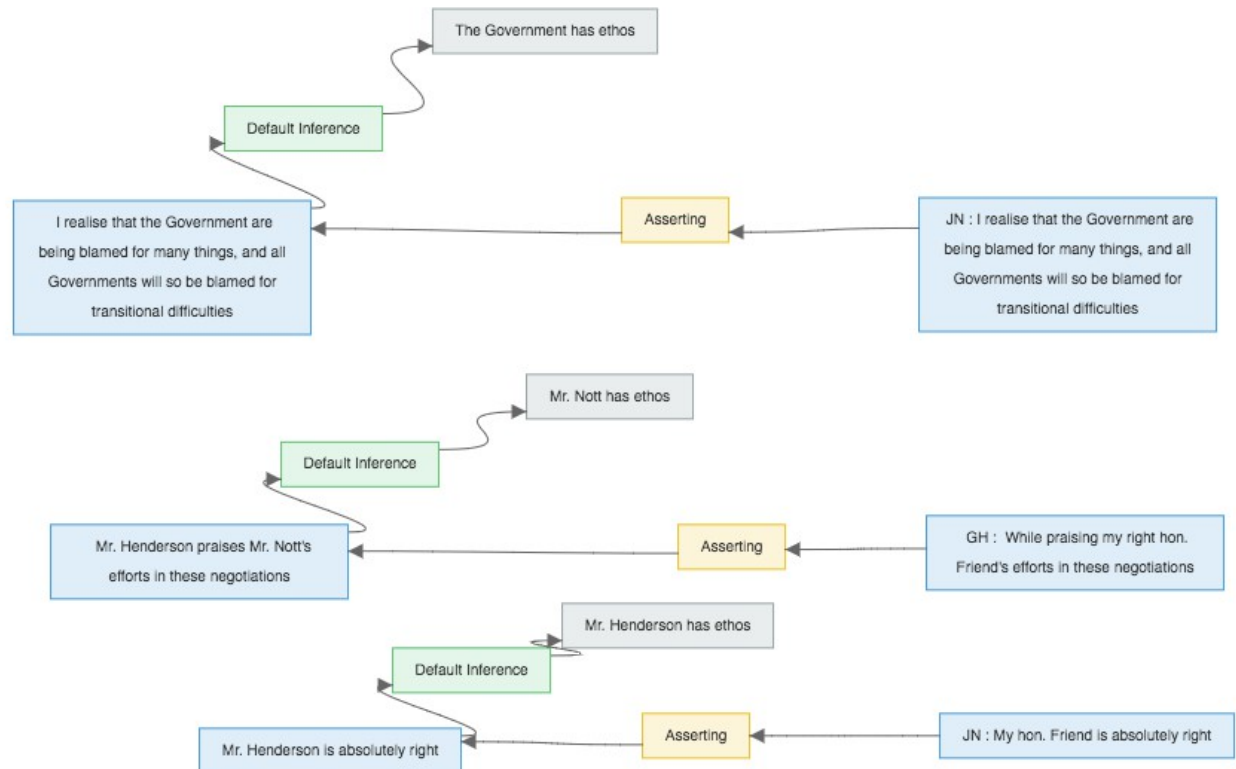 The Government has ethos
Default Inference
I realise that the Government are
being blamed for many things, and all
Governments will so be blamed for
transitional difficulties
Asserting
JN : I realise that the Government are
being blamed for many things, and all
Governments will so be blamed for
transitional difficulties
Mr. Nott has ethos
Default Inference
Mr. Henderson praises Mr. Nott's
efforts in these negotiations
Asserting
GH : While praising my right hon.
Friend's efforts in these negotiations
Mr. Henderson has ethos
Default Inference
Mr. Henderson is absolutely right
Asserting
JN : My hon. Friend is absolutely right